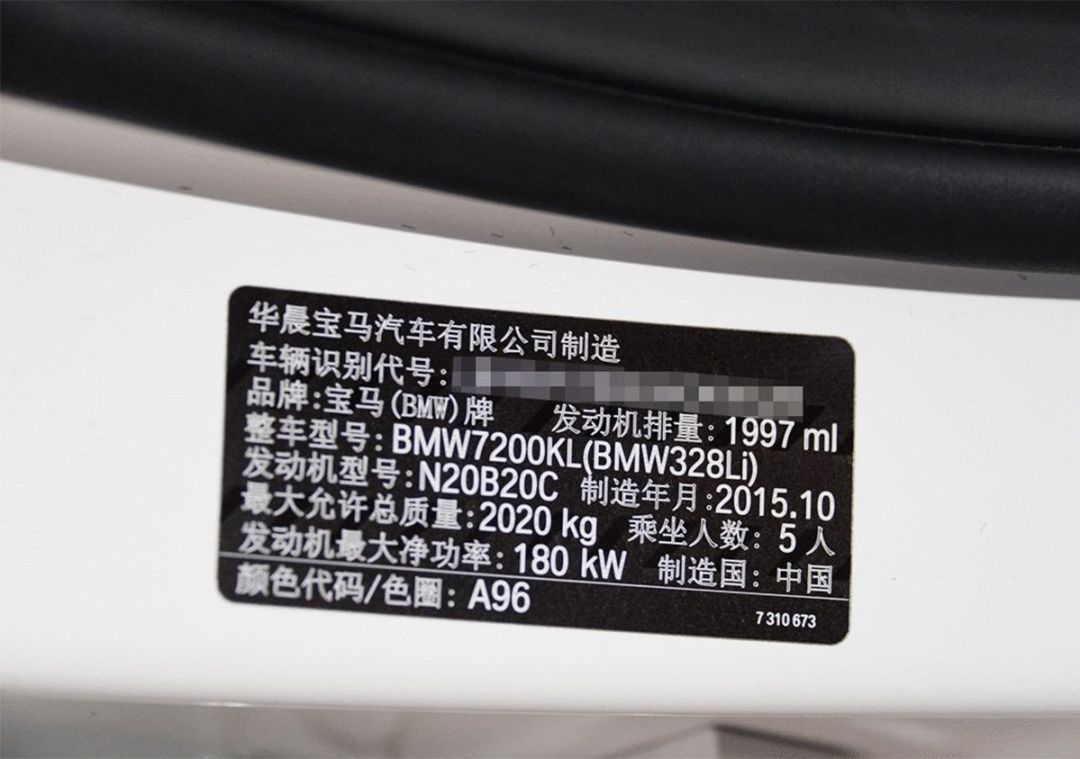 华晨宝马汽车有限公司制造
车辆识别代号:
品牌:宝马(BMW)牌 发动机排量: 1997 ml
整车型号: BMW7200KL(BMW328Li)
发动机型号: N20B20C 制造年月: 2015.10
最大允许总质量: 2020 kg 乘坐人数: 5 人
发动机最大净功率: 180 kW 制造国: 中国
颜色代码/色圈: A96
7 310 673